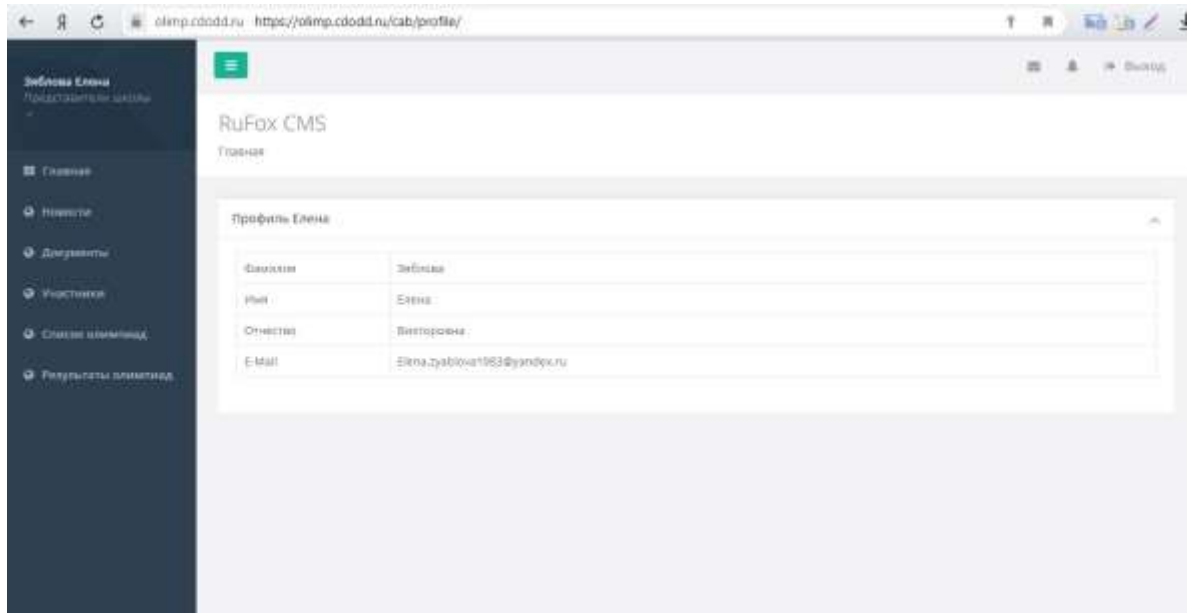 olimp.cdodd.ru https://olimp.cdodd.ru/cab/profile/
Зяблова Елена
Представители школы
Выход
RuFox CMS
Главная
Главная
Новости
Документы
Участники
Список олимпиад
Результаты олимпиад
Профиль Елена
Фамилия Зяблова
Имя Елена
Отчество Викторовна
E-Mail Elena.zyablova1983@yandex.ru